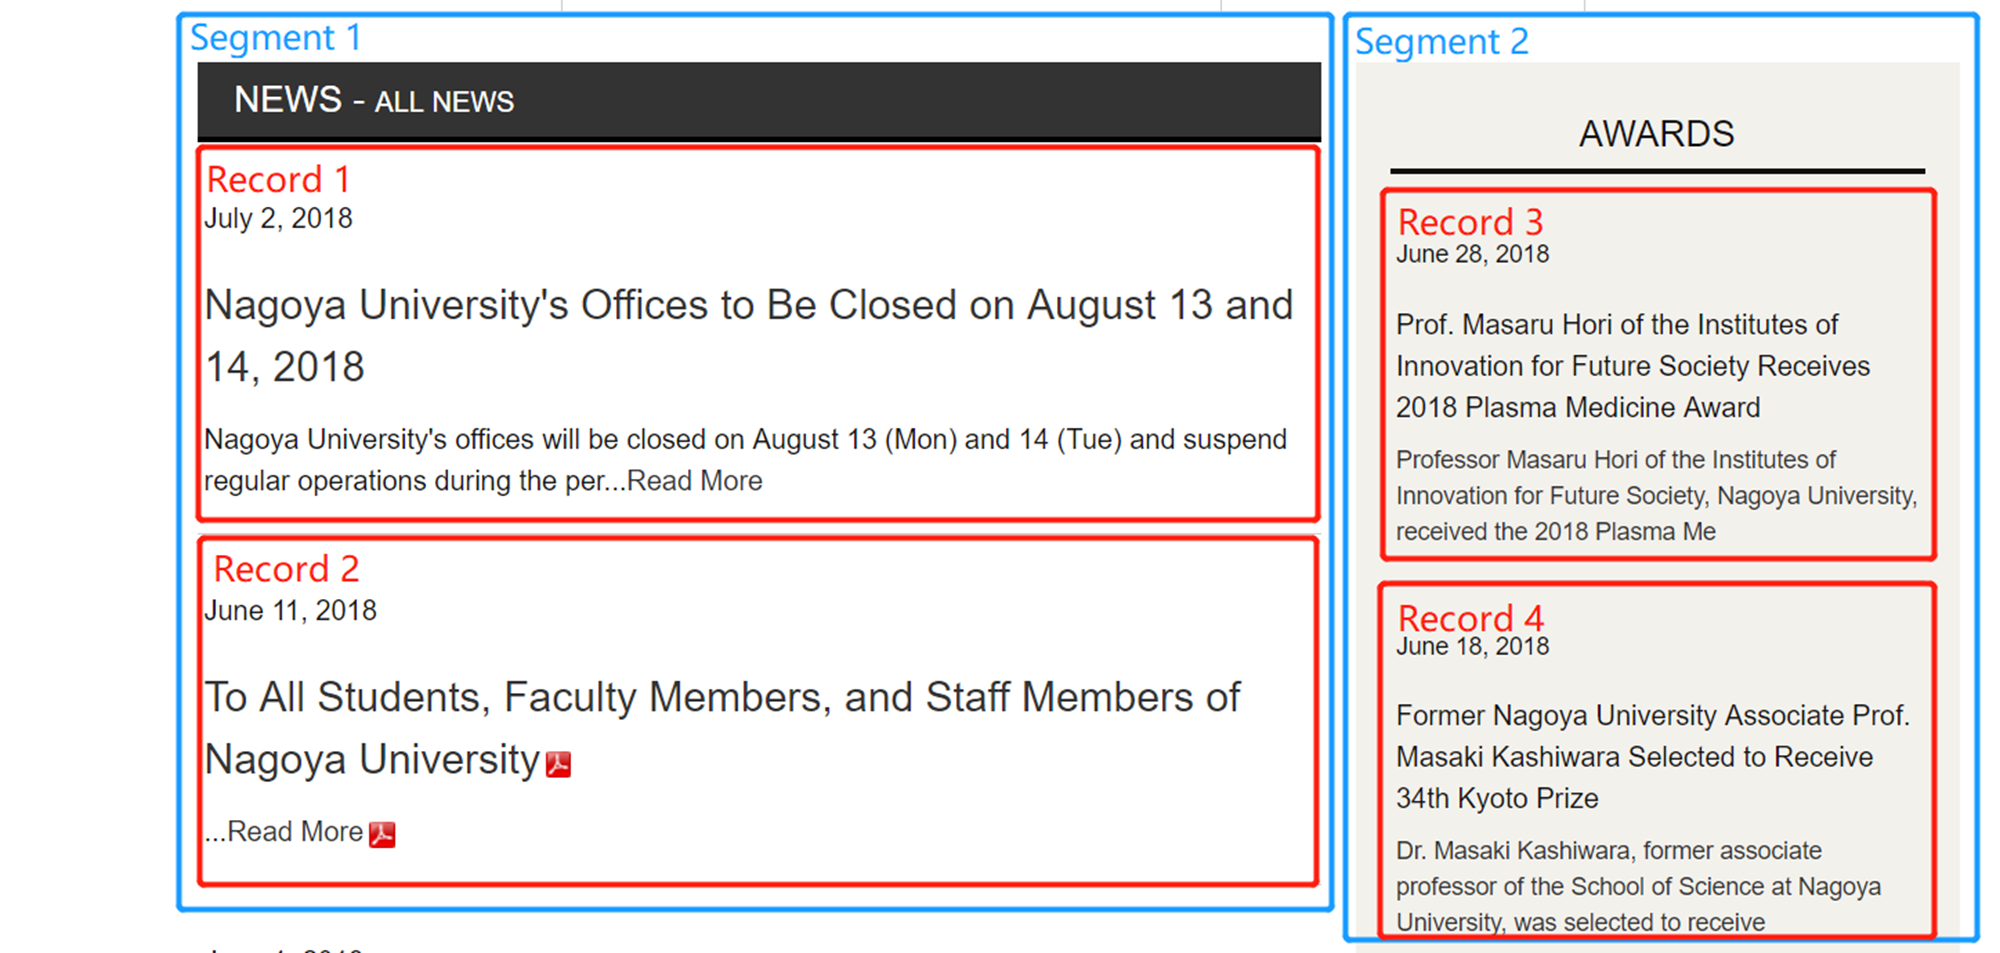 Segment 1
NEWS - ALL NEWS
Record 1
July 2, 2018
Nagoya University's Offices to Be Closed on August 13 and
14, 2018
Nagoya University's offices will be closed on August 13 (Mon) and 14 (Tue) and suspend
regular operations during the per...Read More
Record 2
June 11, 2018
To All Students, Faculty Members, and Staff Members of
Nagoya University
...Read More
Segment 2
AWARDS
Record 3
June 28, 2018
Prof. Masaru Hori of the Institutes of
Innovation for Future Society Receives
2018 Plasma Medicine Award
Professor Masaru Hori of the Institutes of
Innovation for Future Society, Nagoya University,
received the 2018 Plasma Me
Record 4
June 18, 2018
Former Nagoya University Associate Prof.
Masaki Kashiwara Selected to Receive
34th Kyoto Prize
Dr. Masaki Kashiwara, former associate
professor of the School of Science at Nagoya
University, was selected to receive